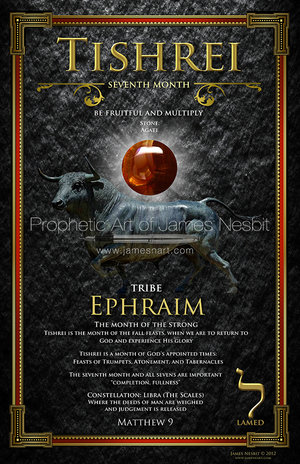 Tishrei
Seventh Month
Be Fruitful and Multiply
Stone:
Agate
Prophetic Art of James Nesbit
www.jamesnart.com
Tribe
Ephraim
The Month of the Strong
Tishrei is the month of the fall feasts, when we are to return to
God and experience His Glory
Tishrei is a month of God's appointed times:
Feasts of Trumpets, Atonement, and Tabernacles
The seventh month and all sevens are important
"completion, fullness"
Constellation: Libra (The Scales)
Where the deeds of man are weighed
and judgement is released
Matthew 9
ל
Lamed
James Nesbit © 2012
www.jamesnart.com